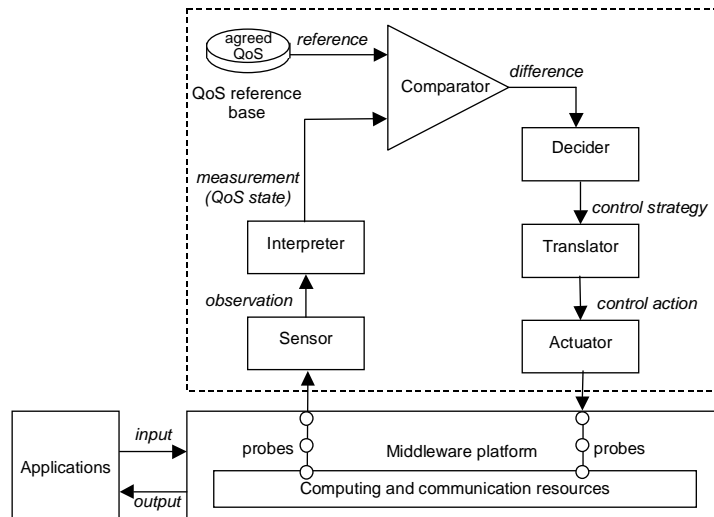 agreed
QoS
reference
QoS reference
base
Comparator
difference
Decider
measurement
(QoS state)
control strategy
Interpreter
Translator
observation
control action
Sensor
Actuator
input
probes
Middleware platform
probes
Applications
output
Computing and communication resources